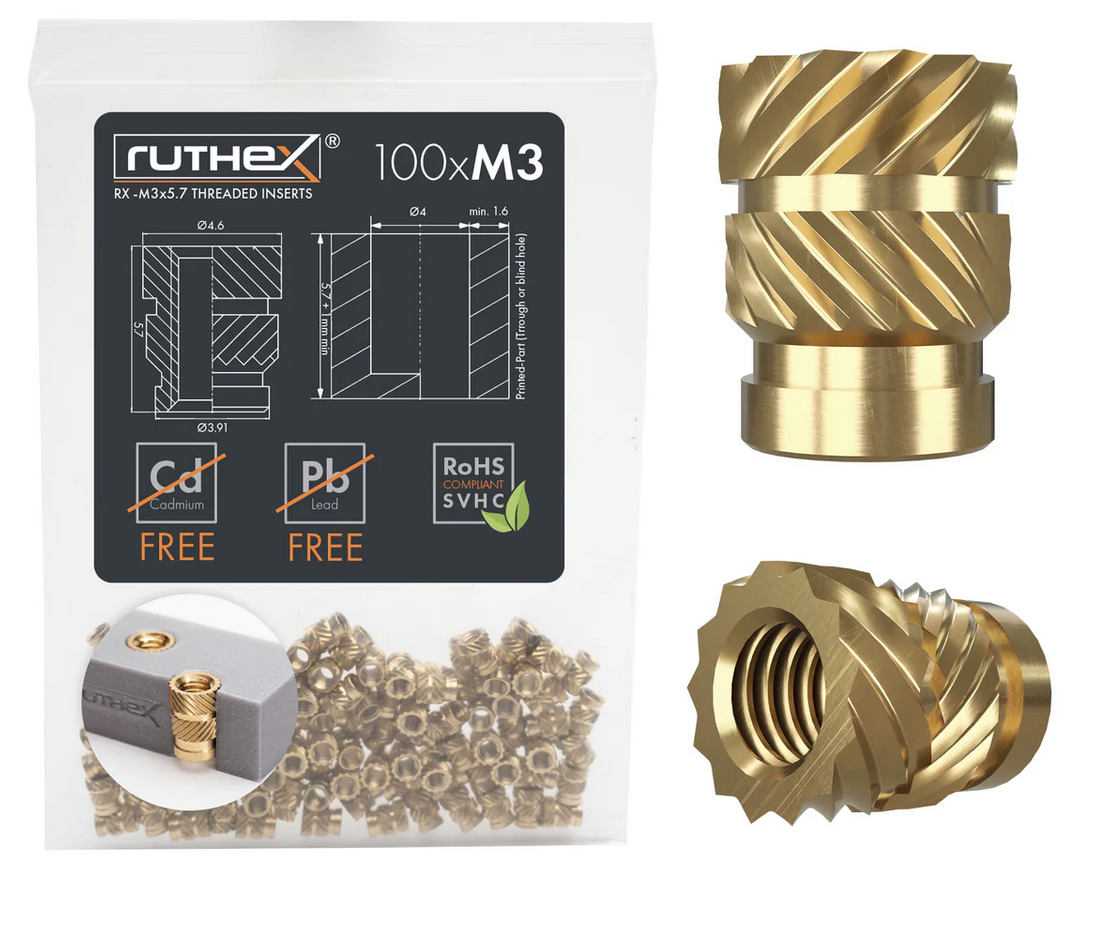 ruthex®
100xM3
RX-M3x5.7 THREADED INSERTS
Ø4.6
5.7
Ø3.91
Ø4
min. 1.6
5.7 + 1 mm min
Printed-Part (Trrough or blind hole)
Cd
Cadmium
FREE
Pb
Lead
FREE
RoHS
COMPLIANT
SVHC
RUTHEX